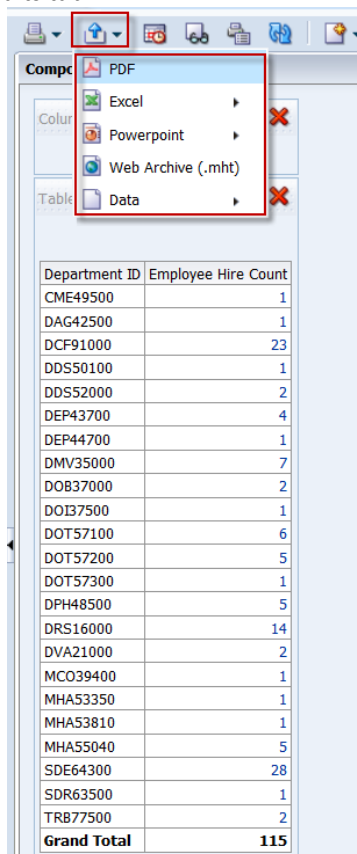 Compo
PDF
Excel
Colu
Powerpoint
Web Archive (.mht)
Table
Data
Department ID Employee Hire Count
CME49500 1
DAG42500 1
DCF91000 23
DDS50100 1
DDS52000 2
DEP43700 4
DEP44700 1
DMV35000 7
DOB37000 2
DOI37500 1
DOT57100 6
DOT57200 5
DOT57300 1
DPH48500 5
DRS16000 14
DVA21000 2
MCO39400 1
MHA53350 1
MHA53810 1
MHA55040 5
SDE64300 28
SDR63500 1
TRB77500 2
Grand Total 115